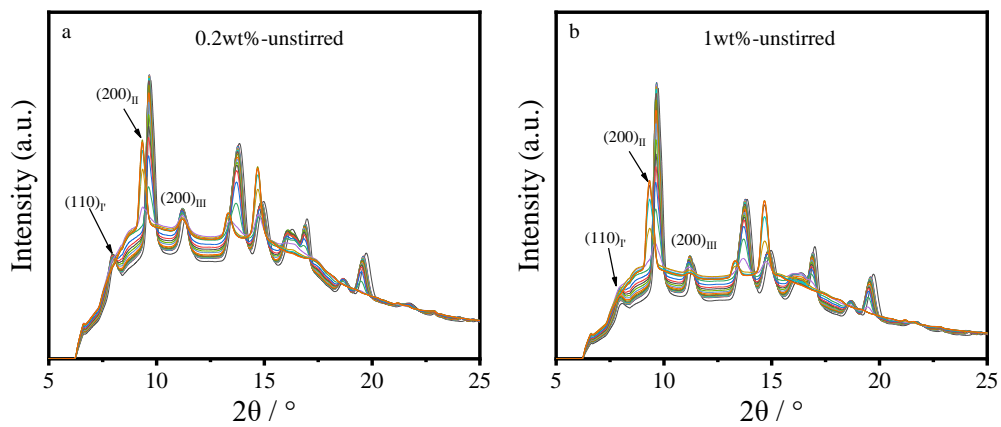 a
0.2wt%-unstirred
(200)II
(110)I'
(200)III
Intensity (a.u.)
5 10 15 20 25
2θ / °
b
1wt%-unstirred
(200)II
(110)I'
(200)III
Intensity (a.u.)
5 10 15 20 25
2θ / °